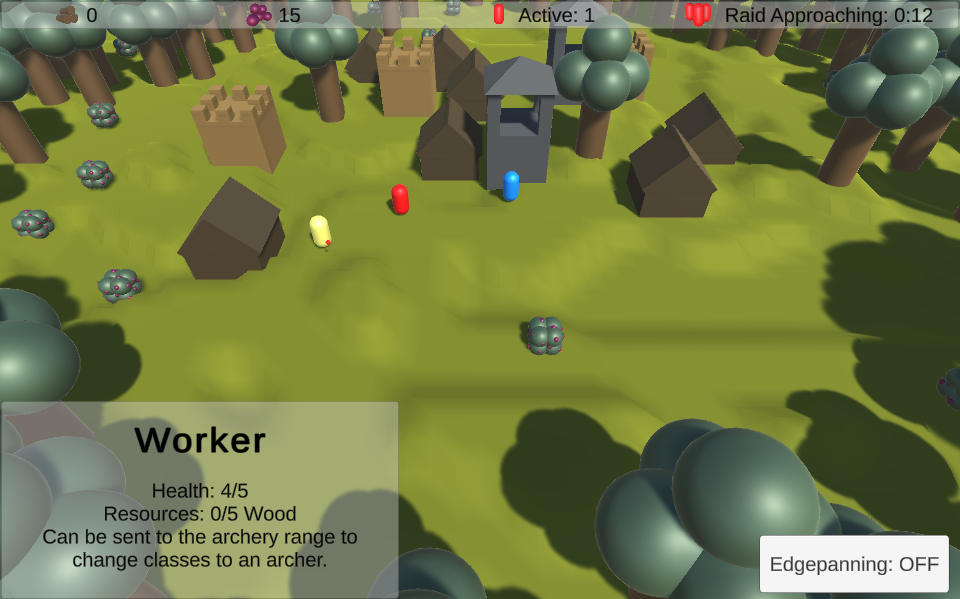 0
15
Active: 1
Raid Approaching: 0:12
Worker
Health: 4/5
Resources: 0/5 Wood
Can be sent to the archery range to
change classes to an archer.
Edgepanning: OFF